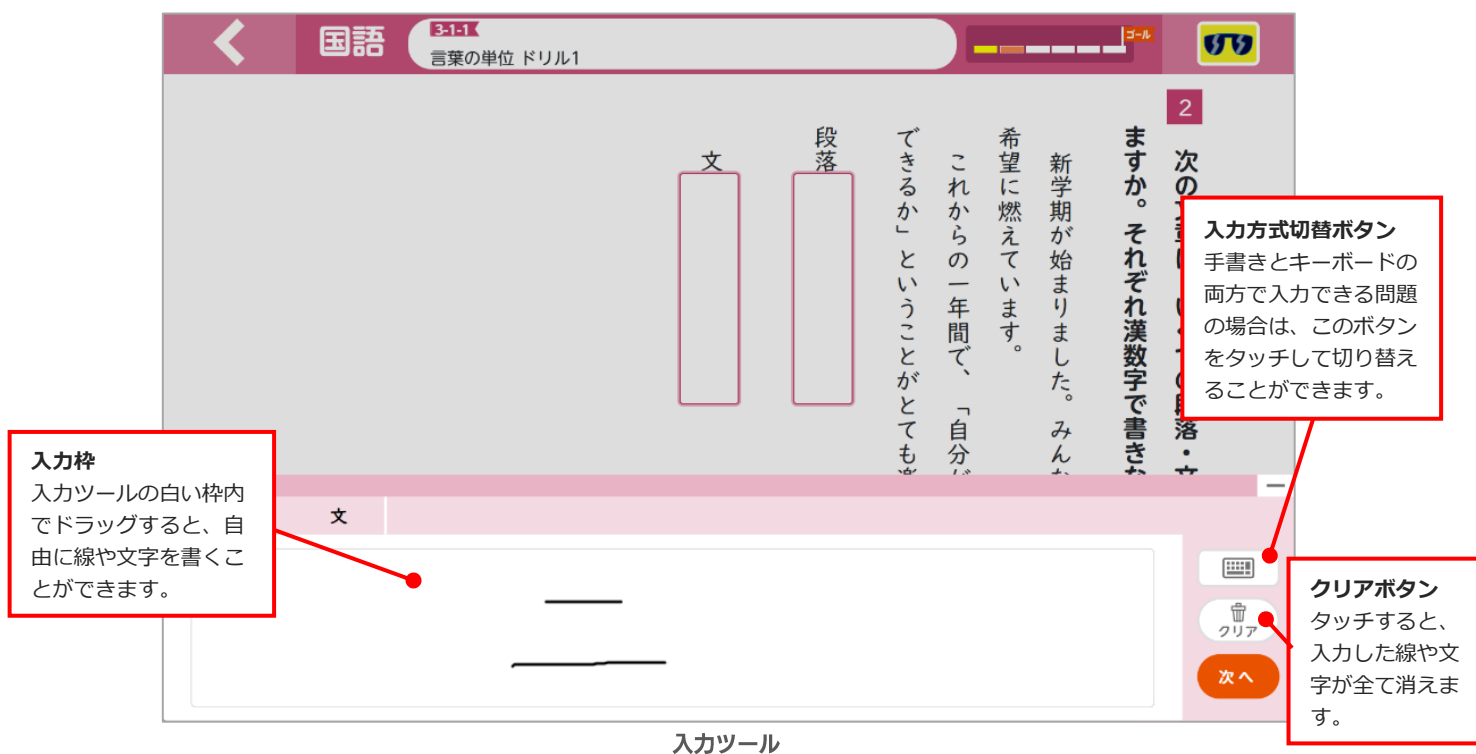 国語
3-1-1
言葉の単位 ドリル1
ゴール
2
次の
ますか。それぞれ漢数字で書きな
新学期が始まりました。みんな
希望に燃えています。
これからの一年間で、「自分が
できるか」ということがとても
段落
文
落・文
入力方式切替ボタン
手書きとキーボードの
両方で入力できる問題
の場合は、このボタン
をタッチして切り替え
ることができます。
入力枠
入力ツールの白い枠内
でドラッグすると、自
由に線や文字を書くこ
とができます。
文
二
クリア
次へ
クリアボタン
タッチすると、
入力した線や文
字が全て消えま
す。
入力ツール